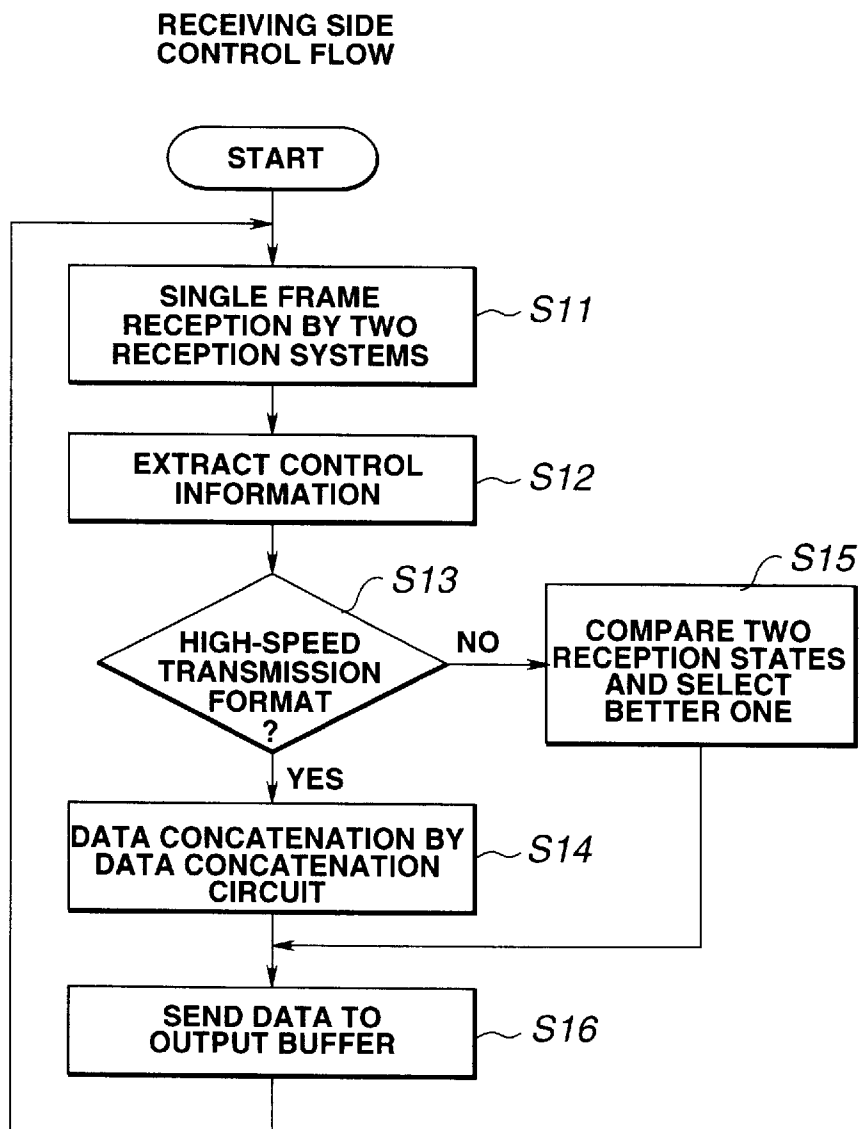 RECEIVING SIDE
CONTROL FLOW
START
SINGLE FRAME
RECEPTION BY TWO
RECEPTION SYSTEMS
S11
EXTRACT CONTROL
INFORMATION
S12
S13
HIGH-SPEED
TRANSMISSION
FORMAT
?
NO
YES
S15
COMPARE TWO
RECEPTION STATES
AND SELECT
BETTER ONE
DATA CONCATENATION BY
DATA CONCATENATION
CIRCUIT
S14
SEND DATA TO
OUTPUT BUFFER
S16